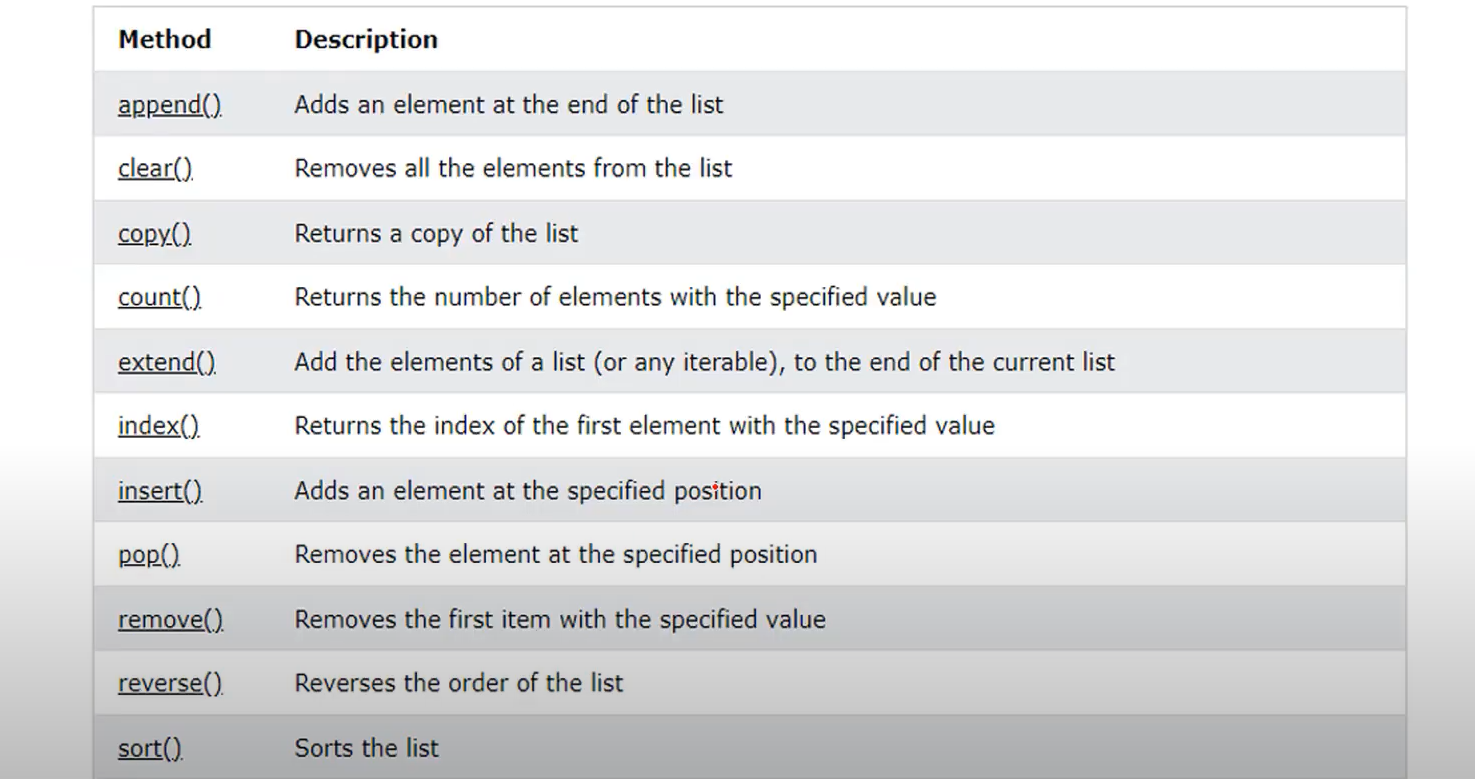 Method Description
append() Adds an element at the end of the list
clear() Removes all the elements from the list
copy() Returns a copy of the list
count() Returns the number of elements with the specified value
extend() Add the elements of a list (or any iterable), to the end of the current list
index() Returns the index of the first element with the specified value
insert() Adds an element at the specified position
pop() Removes the element at the specified position
remove() Removes the first item with the specified value
reverse() Reverses the order of the list
sort() Sorts the list